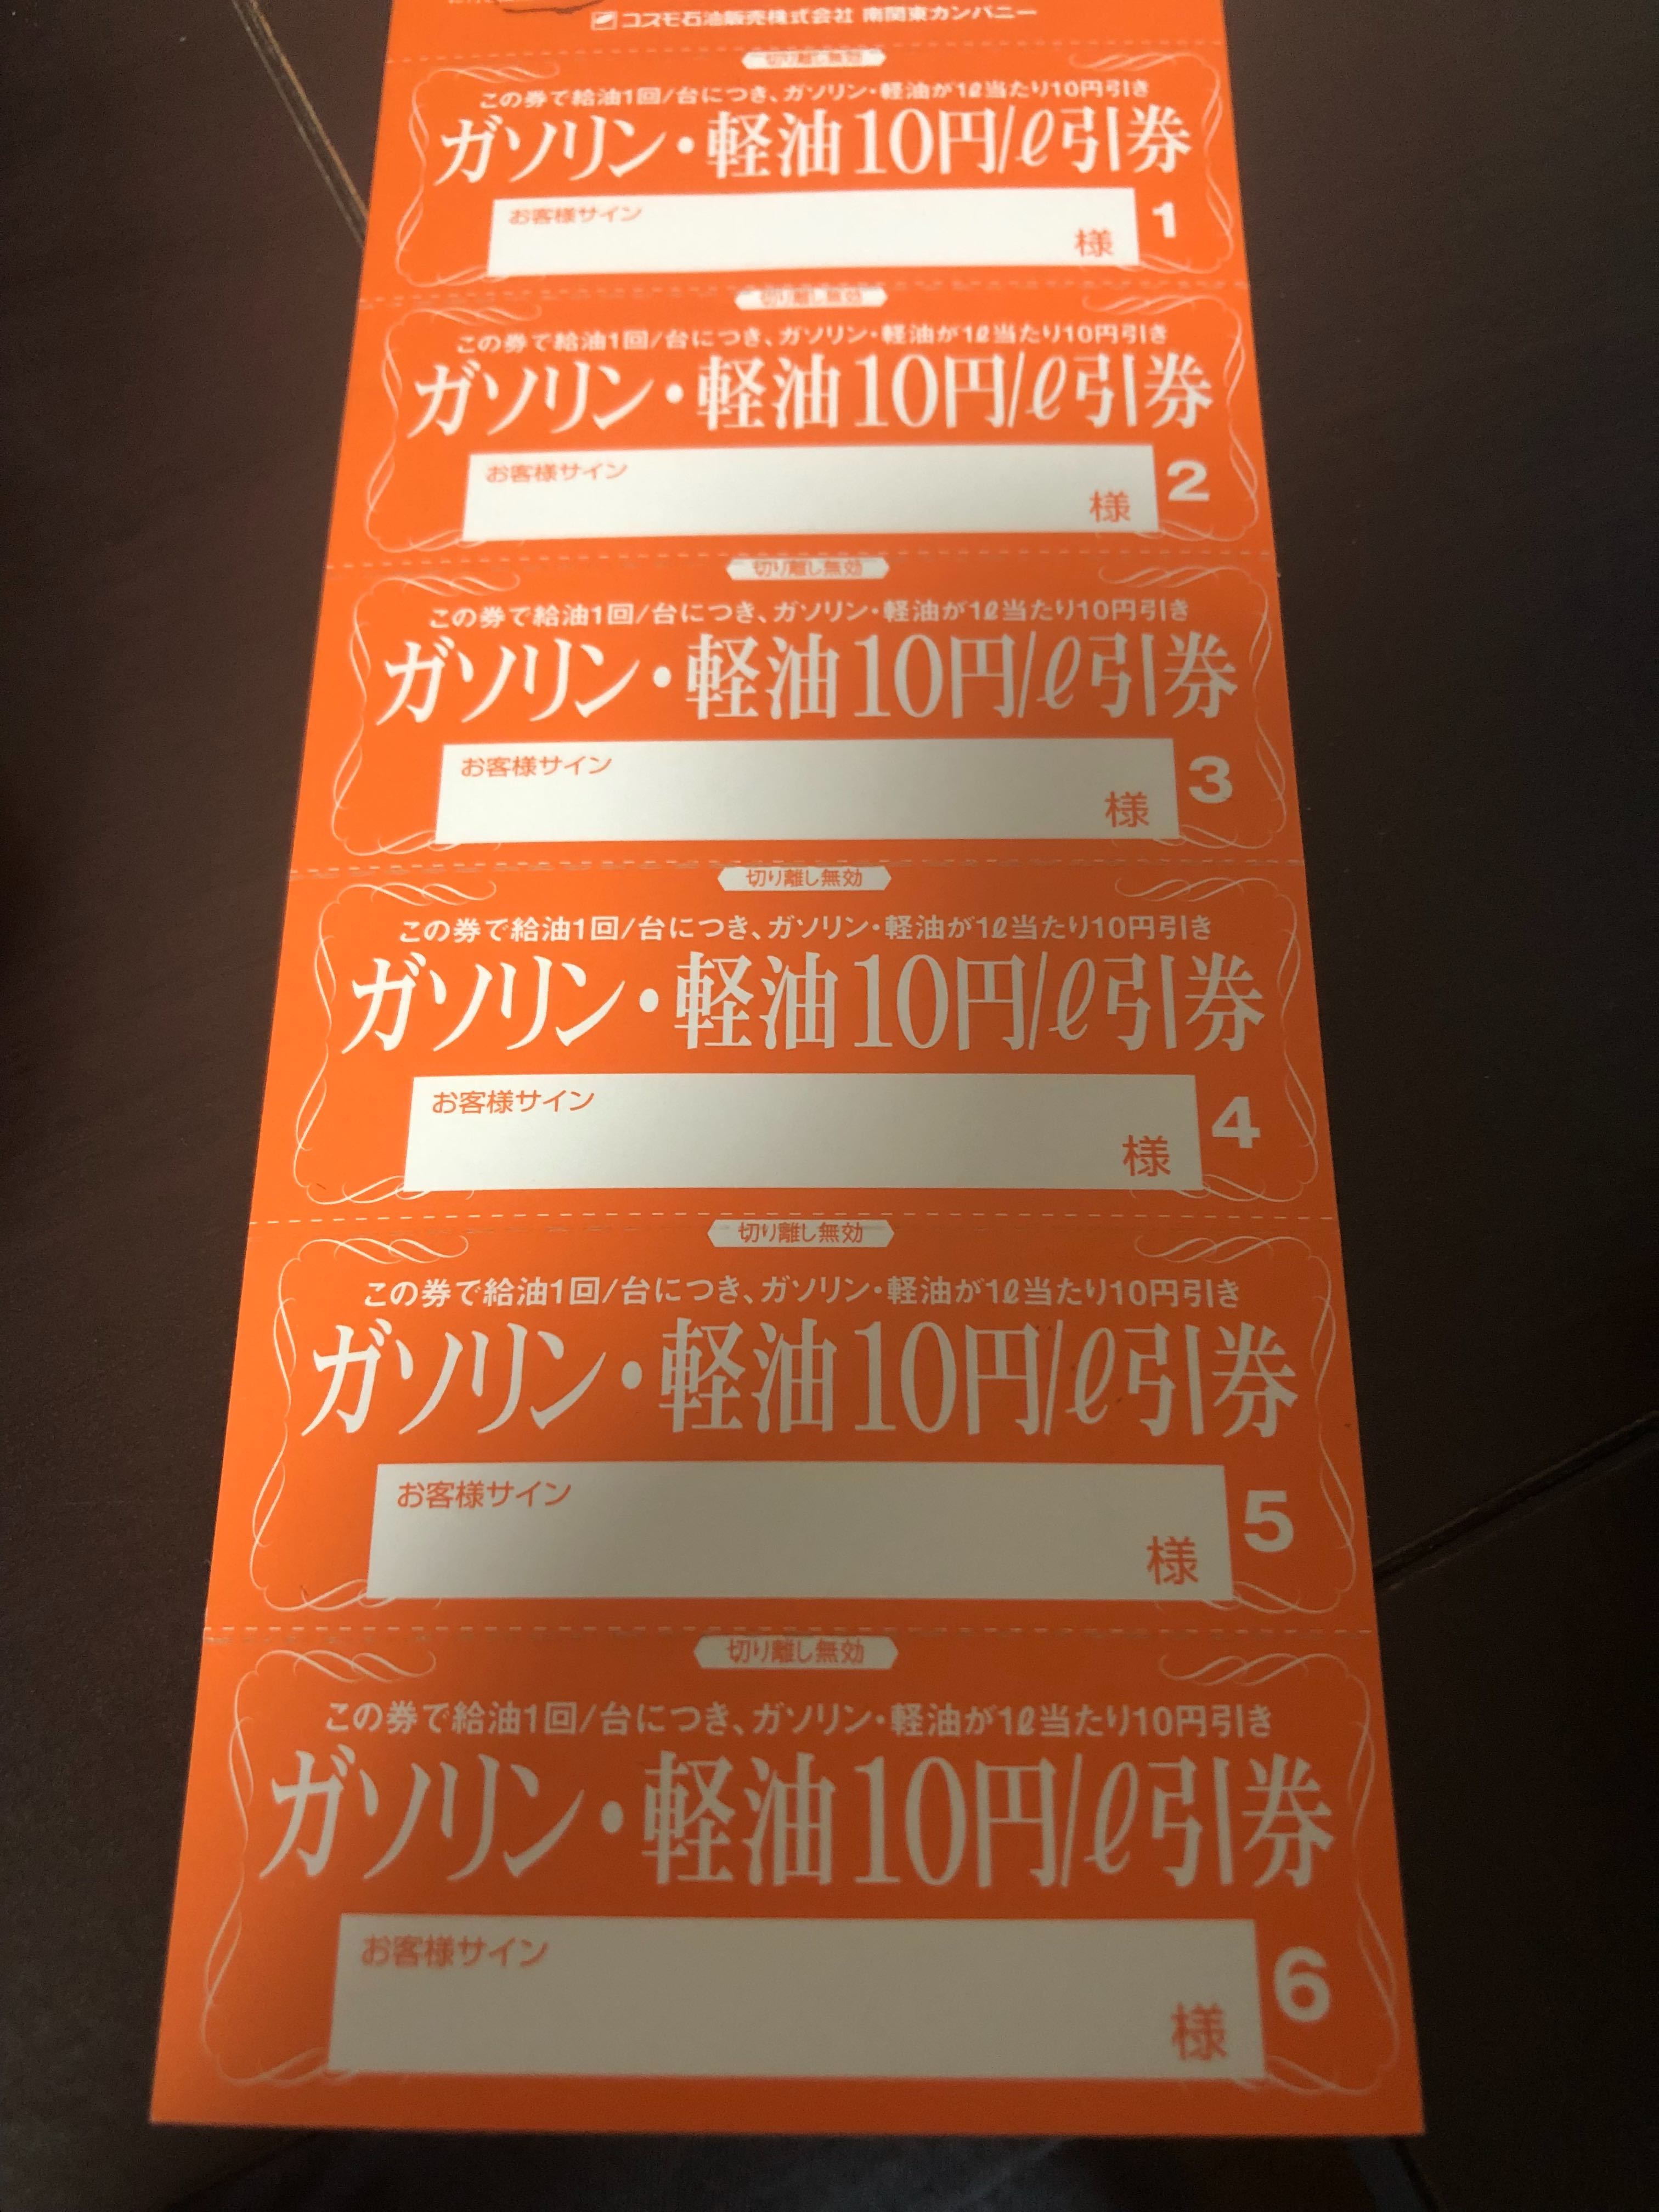 コスモ石油販売株式会社 南関東カンパニー
切り離し無効
この券で給油1回/台につき、ガソリン・軽油が1ℓ当たり10円引き
ガソリン・軽油10円/ℓ引券
お客様サイン
様
1
切り離し無効
この券で給油1回/台につき、ガソリン・軽油が1ℓ当たり10円引き
ガソリン・軽油10円/ℓ引券
お客様サイン
様
2
切り離し無効
この券で給油1回/台につき、ガソリン・軽油が1ℓ当たり10円引き
ガソリン・軽油10円/ℓ引券
お客様サイン
様
3
切り離し無効
この券で給油1回/台につき、ガソリン・軽油が1ℓ当たり10円引き
ガソリン・軽油10円/ℓ引券
お客様サイン
様
4
切り離し無効
この券で給油1回/台につき、ガソリン・軽油が1ℓ当たり10円引き
ガソリン・軽油10円/ℓ引券
お客様サイン
様
5
切り離し無効
この券で給油1回/台につき、ガソリン・軽油が1ℓ当たり10円引き
ガソリン・軽油10円/ℓ引券
お客様サイン
様
6